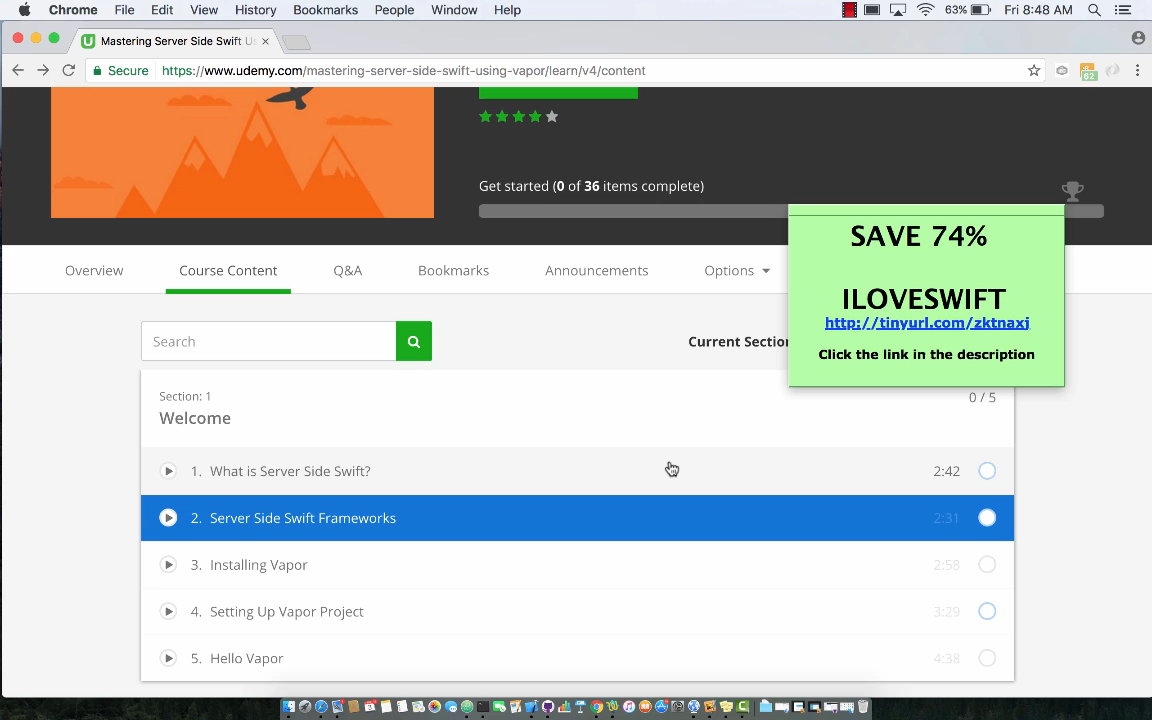 Chrome File Edit View History Bookmarks People Window Help 63% Fri 8:48 AM
Mastering Server Side Swift Us
Secure https://www.udemy.com/mastering-server-side-swift-using-vapor/learn/v4/content
62
Get started (0 of 36 items complete)
SAVE 74%
ILOVESWIFT
http://tinyurl.com/zktnaxj
Click the link in the description
Overview Course Content Q&A Bookmarks Announcements Options
Search
Current Section
Section: 1
Welcome
0 / 5
1. What is Server Side Swift? 2:42
2. Server Side Swift Frameworks 2:31
3. Installing Vapor 2:58
4. Setting Up Vapor Project 3:29
5. Hello Vapor 4:38